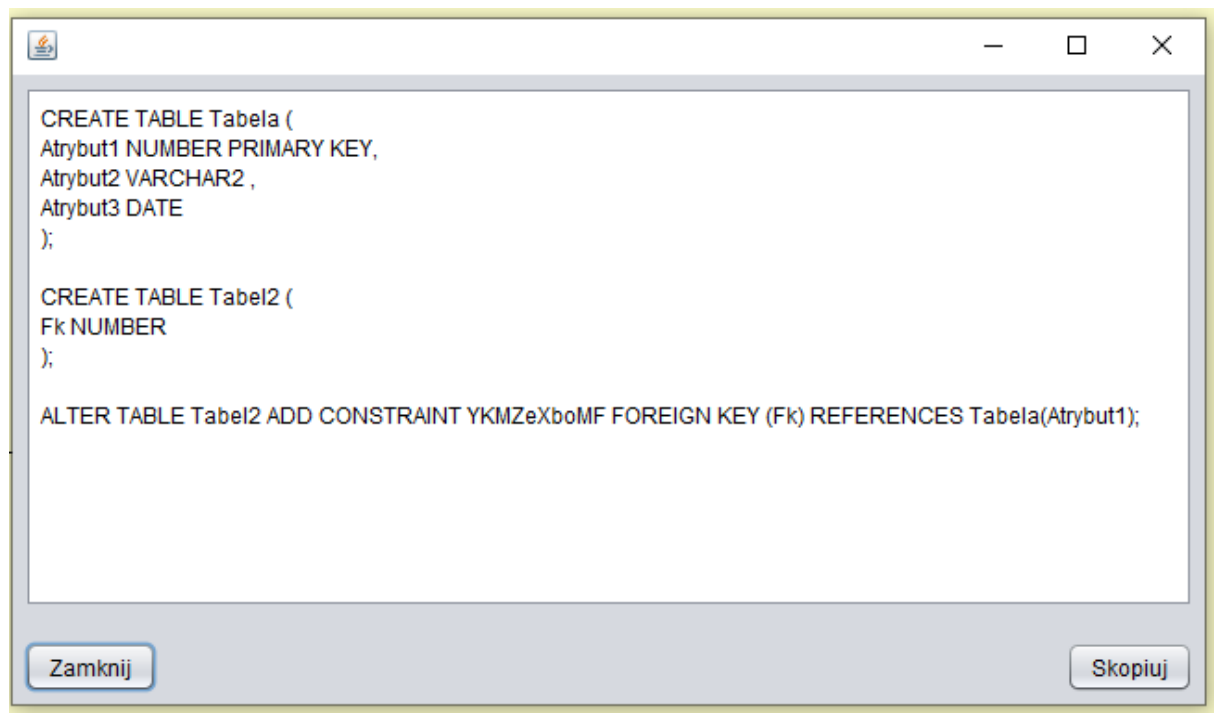 CREATE TABLE Tabela (
Atrybut1 NUMBER PRIMARY KEY,
Atrybut2 VARCHAR2 ,
Atrybut3 DATE
);
CREATE TABLE Tabel2 (
Fk NUMBER
);
ALTER TABLE Tabel2 ADD CONSTRAINT YKMZeXboMF FOREIGN KEY (Fk) REFERENCES Tabela(Atrybut1);
Zamknij
Skopiuj